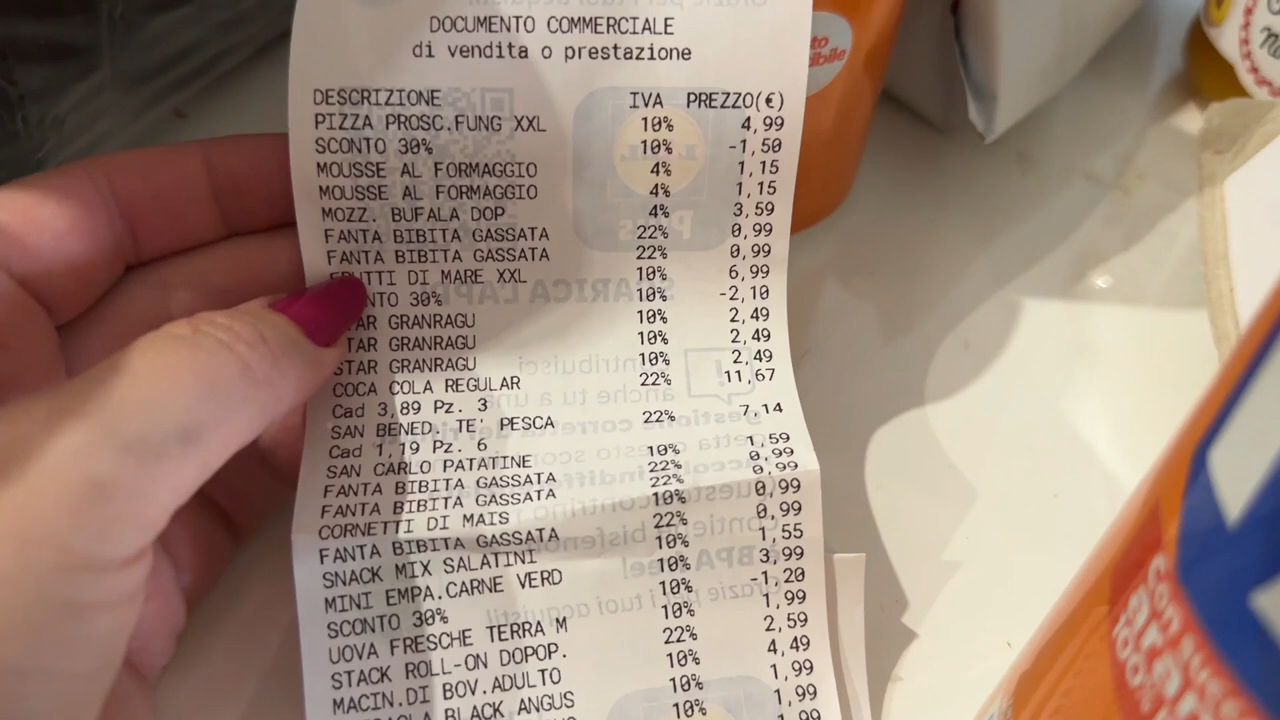 DOCUMENTO COMMERCIALE
di vendita o prestazione
DESCRIZIONE IVA PREZZO(€)
PIZZA PROSC.FUNG XXL 10% 4,99
SCONTO 30% 10% -1,50
MOUSSE AL FORMAGGIO 4% 1,15
MOUSSE AL FORMAGGIO 4% 1,15
MOZZ. BUFALA DOP 4% 3,59
FANTA BIBITA GASSATA 22% 0,99
FANTA BIBITA GASSATA 22% 0,99
FRUTTI DI MARE XXL 10% 6,99
NTO 30% 10% -2,10
TAR GRANRAGU 10% 2,49
TAR GRANRAGU 10% 2,49
STAR GRANRAGU 10% 2,49
COCA COLA REGULAR 22% 11,67
Cad 3,89 Pz. 3
SAN BENED. TE' PESCA 22% 7,14
Cad 1,19 Pz. 6
SAN CARLO PATATINE 10% 1,59
FANTA BIBITA GASSATA 22% 0,99
FANTA BIBITA GASSATA 22% 0,99
CORNETTI DI MAIS 10% 0,99
FANTA BIBITA GASSATA 22% 0,99
SNACK MIX SALATINI 10% 1,55
MINI EMPA.CARNE VERD 10% 3,99
SCONTO 30% 10% -1,20
UOVA FRESCHE TERRA M 10% 1,99
STACK ROLL-ON DOPOP. 22% 2,59
MACIN.DI BOV.ADULTO 10% 4,49
BLACK ANGUS 10% 1,99
10% 1,99
Con succo
100%